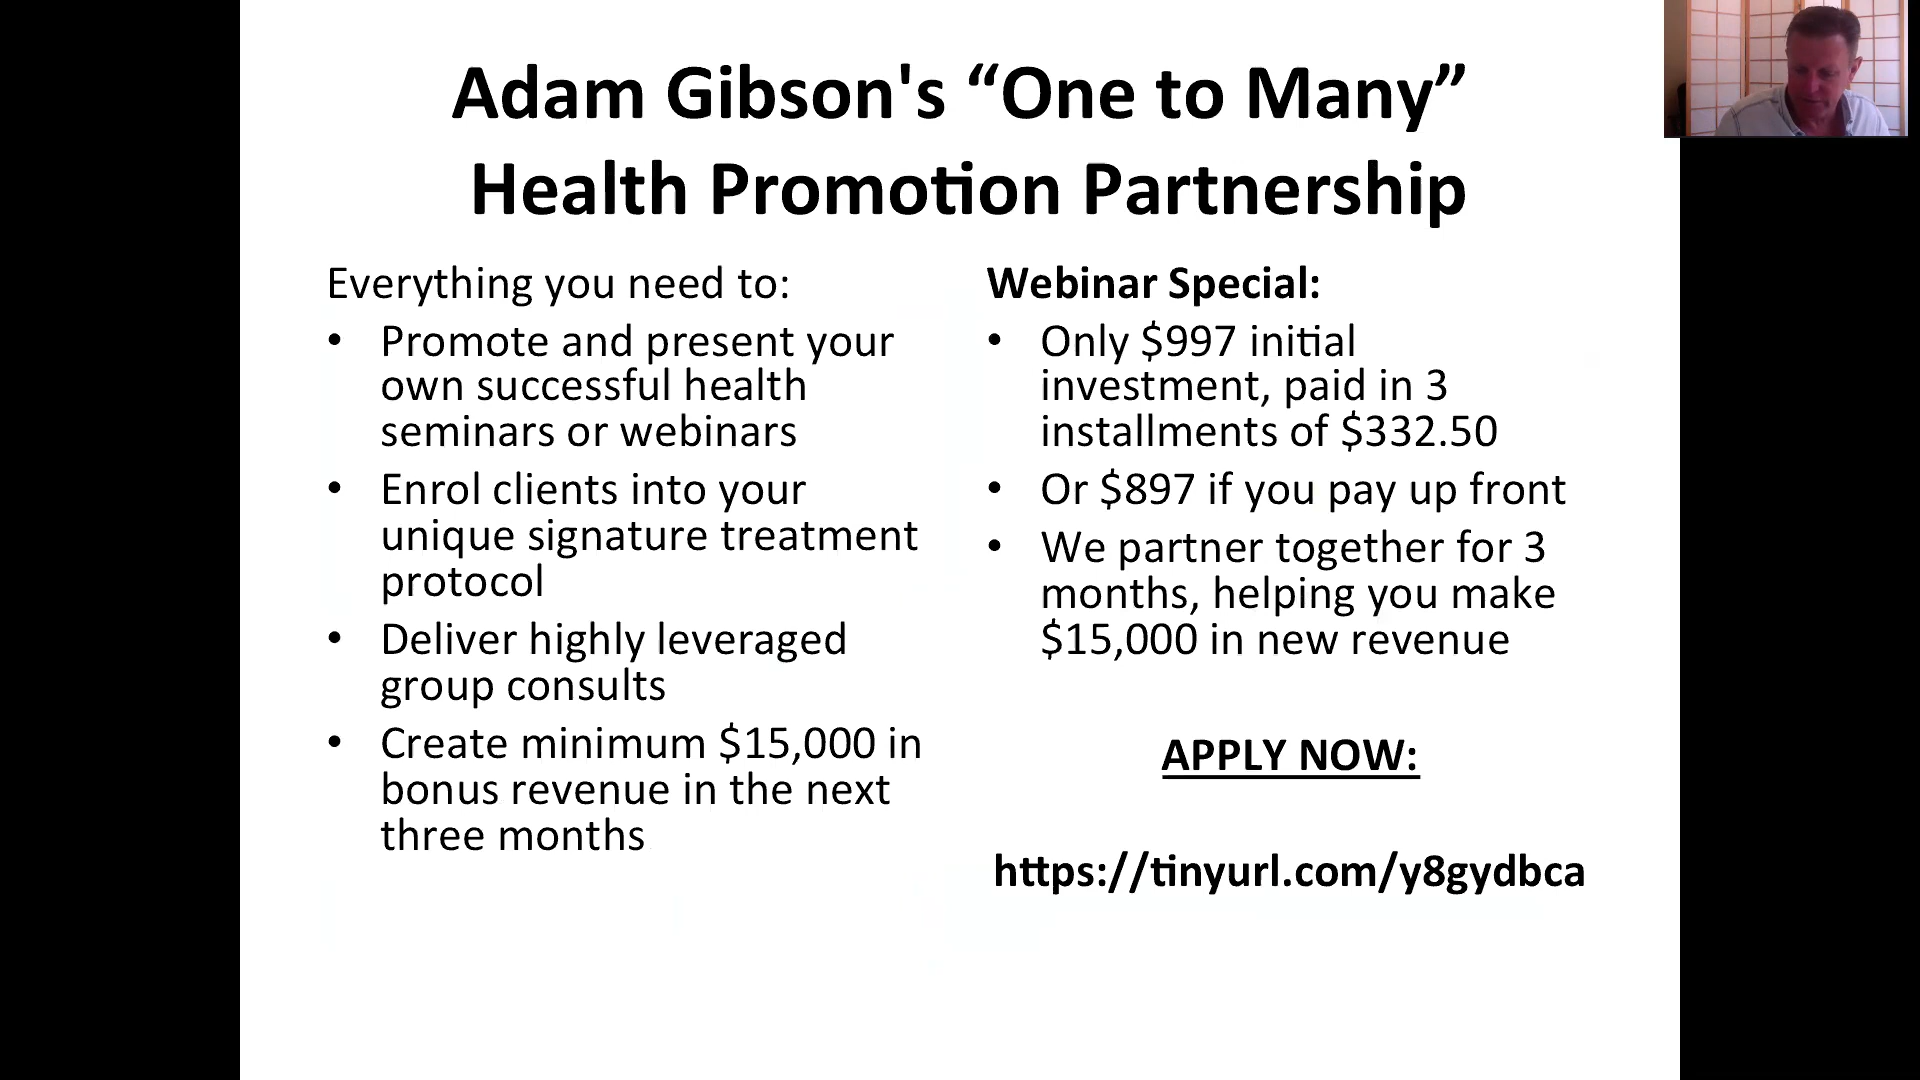 Adam Gibson's “One to Many”
Health Promotion Partnership
Everything you need to:
• Promote and present your
own successful health
seminars or webinars
• Enrol clients into your
unique signature treatment
protocol
• Deliver highly leveraged
group consults
• Create minimum $15,000 in
bonus revenue in the next
three months
Webinar Special:
• Only $997 initial
investment, paid in 3
installments of $332.50
• Or $897 if you pay up front
• We partner together for 3
months, helping you make
$15,000 in new revenue
APPLY NOW:
https://tinyurl.com/y8gydbca